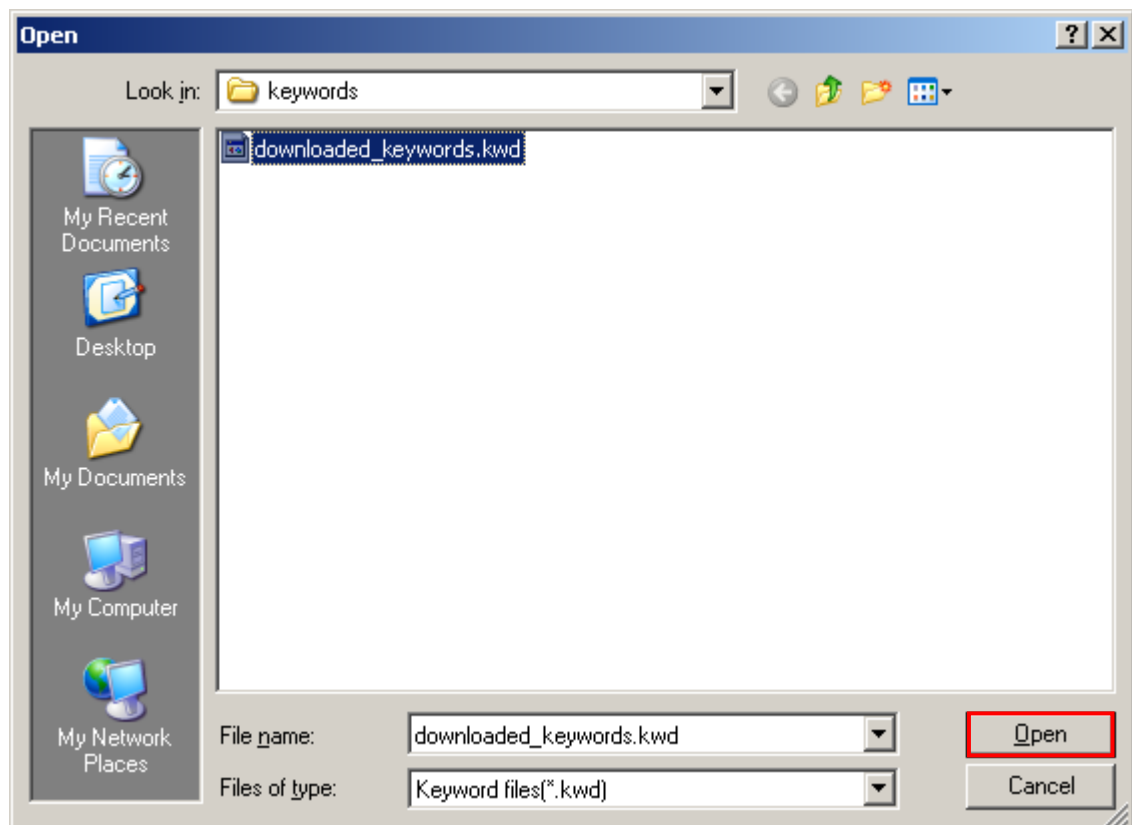 Open
Look in: keywords
downloaded_keywords.kwd
My Recent
Documents
Desktop
My Documents
My Computer
My Network
Places
File name: downloaded_keywords.kwd Open
Files of type: Keyword files(*.kwd) Cancel